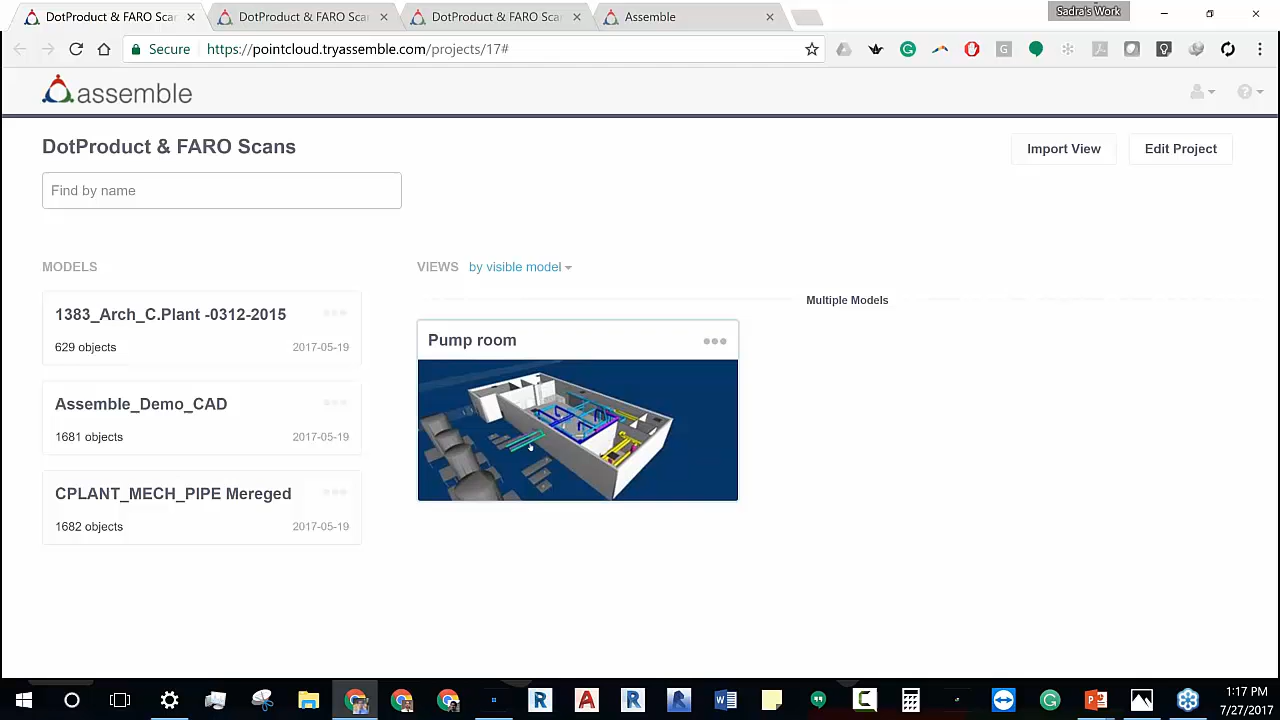 DotProduct & FARO Scar
DotProduct & FARO Scar
DotProduct & FARO Scar
Assemble
Sadra's Work
Secure
https://pointcloud.tryassemble.com/projects/17#
assemble
DotProduct & FARO Scans
Import View
Edit Project
Find by name
MODELS
VIEWS by visible model
Multiple Models
1383_Arch_C.Plant -0312-2015
629 objects
2017-05-19
Pump room
Assemble_Demo_CAD
1681 objects
2017-05-19
CPLANT_MECH_PIPE Mereged
1682 objects
2017-05-19
1:17 PM
7/27/2017